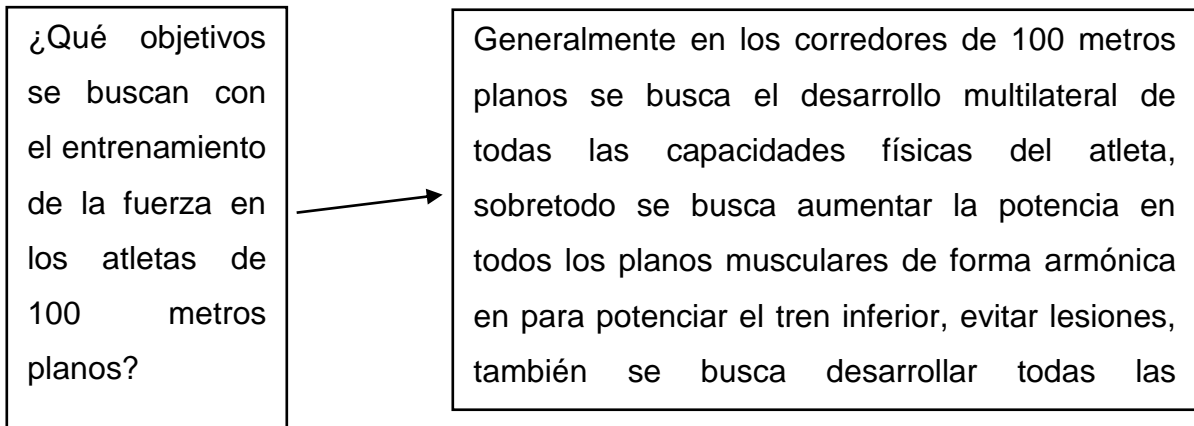 ¿Qué objetivos
se buscan con
el entrenamiento
de la fuerza en
los atletas de
100 metros
planos?
Generalmente en los corredores de 100 metros
planos se busca el desarrollo multilateral de
todas las capacidades físicas del atleta,
sobretodo se busca aumentar la potencia en
todos los planos musculares de forma armónica
en para potenciar el tren inferior, evitar lesiones,
también se busca desarrollar todas las